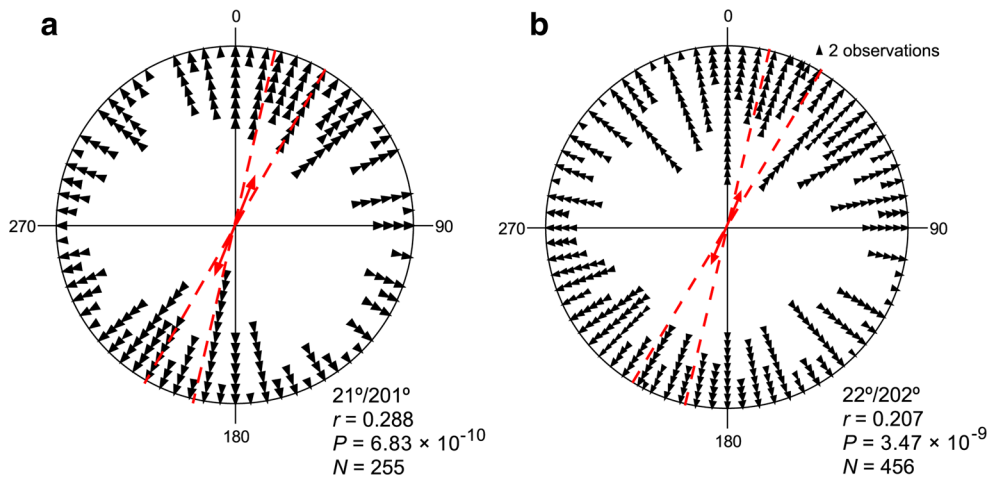 a
0
270
90
180
21º/201º
r = 0.288
P = 6.83 × 10-10
N = 255
b
0
2 observations
270
90
180
22º/202º
r = 0.207
P = 3.47 × 10-9
N = 456